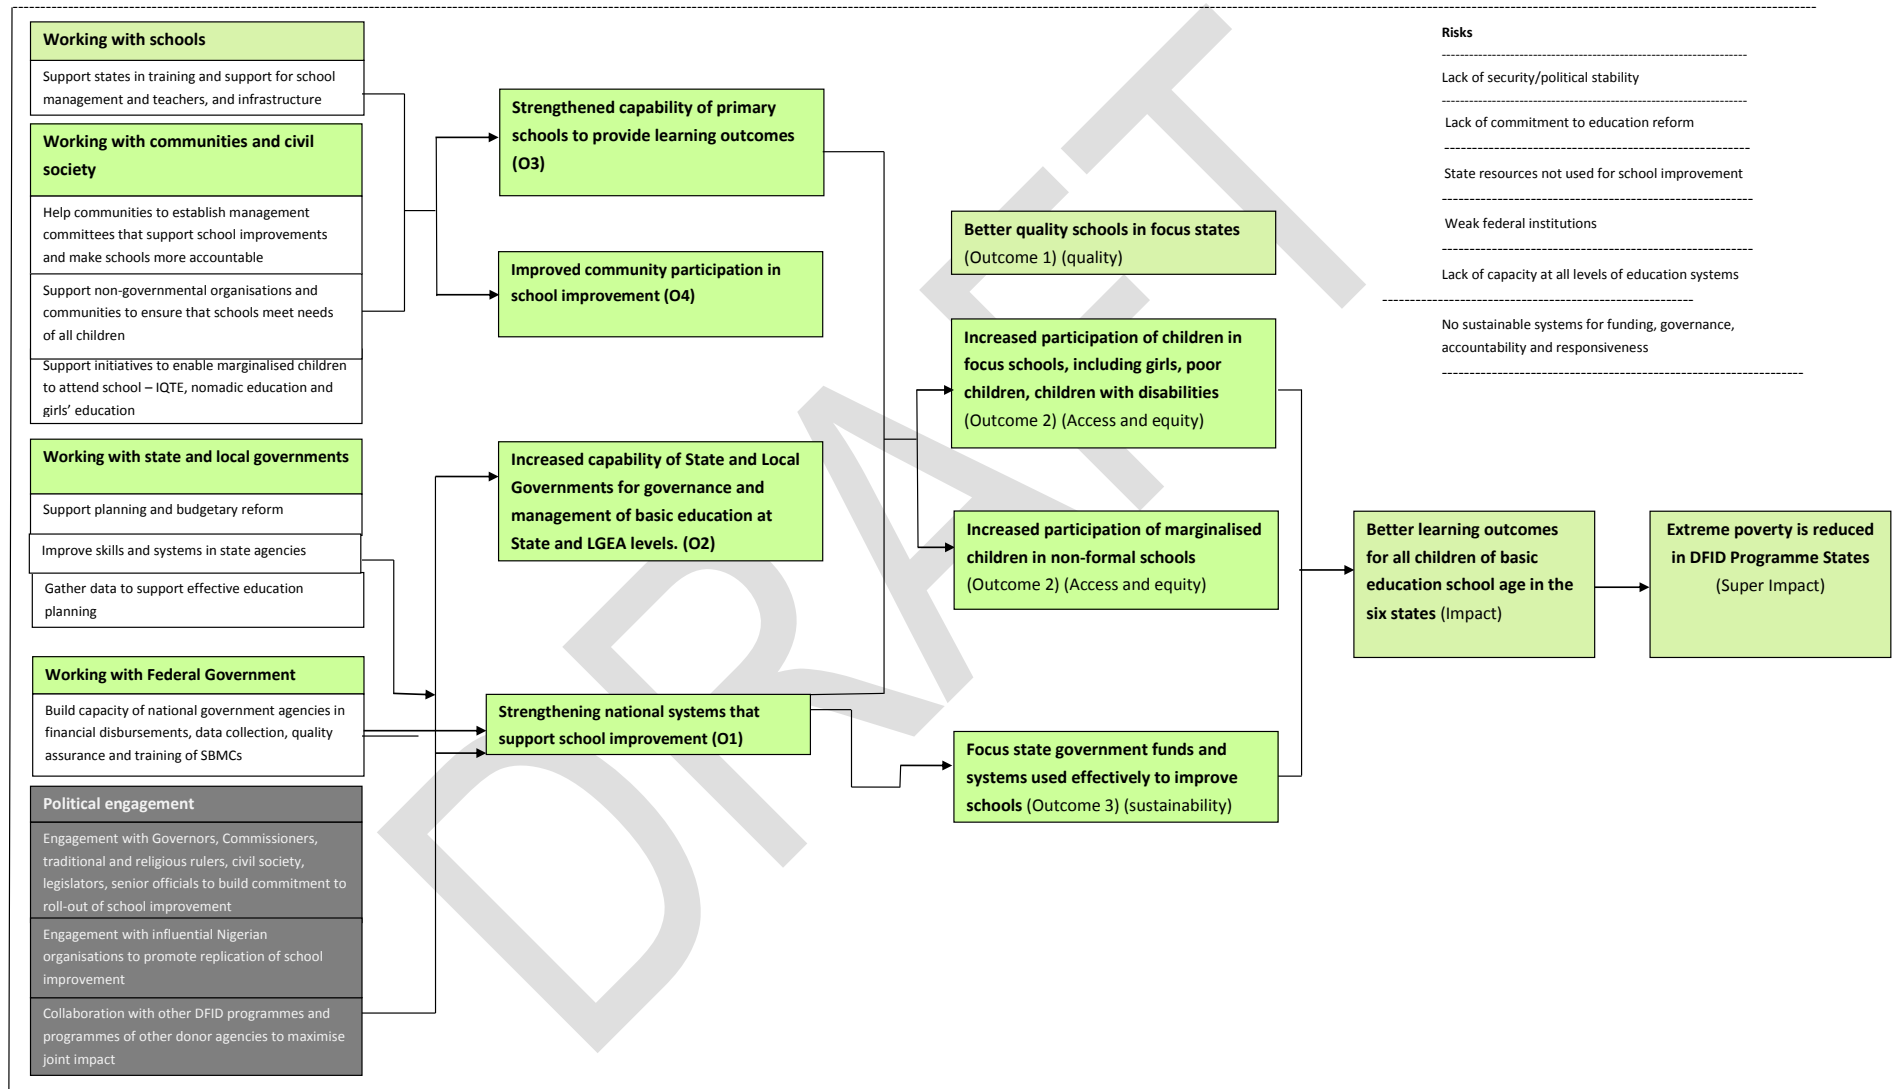 Working with schools
Support states in training and support for school
management and teachers, and infrastructure
Working with communities and civil
society
Help communities to establish management
committees that support school improvements
and make schools more accountable
Support non-governmental organisations and
communities to ensure that schools meet needs
of all children
Support initiatives to enable marginalised children
to attend school – IQTE, nomadic education and
girls’ education
Working with state and local governments
Support planning and budgetary reform
Improve skills and systems in state agencies
Gather data to support effective education
planning
Working with Federal Government
Build capacity of national government agencies in
financial disbursements, data collection, quality
assurance and training of SBMCs
Political engagement
Engagement with Governors, Commissioners,
traditional and religious rulers, civil society,
legislators, senior officials to build commitment to
roll-out of school improvement
Engagement with influential Nigerian
organisations to promote replication of school
improvement
Collaboration with other DFID programmes and
programmes of other donor agencies to maximise
joint impact
Strengthened capability of primary
schools to provide learning outcomes
(O3)
Improved community participation in
school improvement (O4)
Increased capability of State and Local
Governments for governance and
management of basic education at
State and LGEA levels. (O2)
Strengthening national systems that
support school improvement (O1)
Better quality schools in focus states
(Outcome 1) (quality)
Increased participation of children in
focus schools, including girls, poor
children, children with disabilities
(Outcome 2) (Access and equity)
Increased participation of marginalised
children in non-formal schools
(Outcome 2) (Access and equity)
Focus state government funds and
systems used effectively to improve
schools (Outcome 3) (sustainability)
Better learning outcomes
for all children of basic
education school age in the
six states (Impact)
Extreme poverty is reduced
in DFID Programme States
(Super Impact)
Risks
Lack of security/political stability
Lack of commitment to education reform
State resources not used for school improvement
Weak federal institutions
Lack of capacity at all levels of education systems
No sustainable systems for funding, governance,
accountability and responsiveness
DRAFT